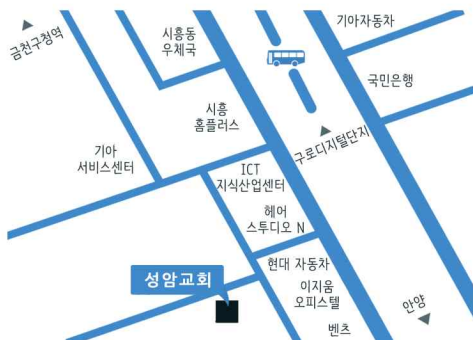 금천구청역
시흥동
우체국
기아자동차
국민은행
시흥
홈플러스
구로디지털단지
기아
서비스센터
ICT
지식산업센터
헤어
스투디오 N
현대 자동차
이지움
오피스텔
성암교회
벤츠
안양